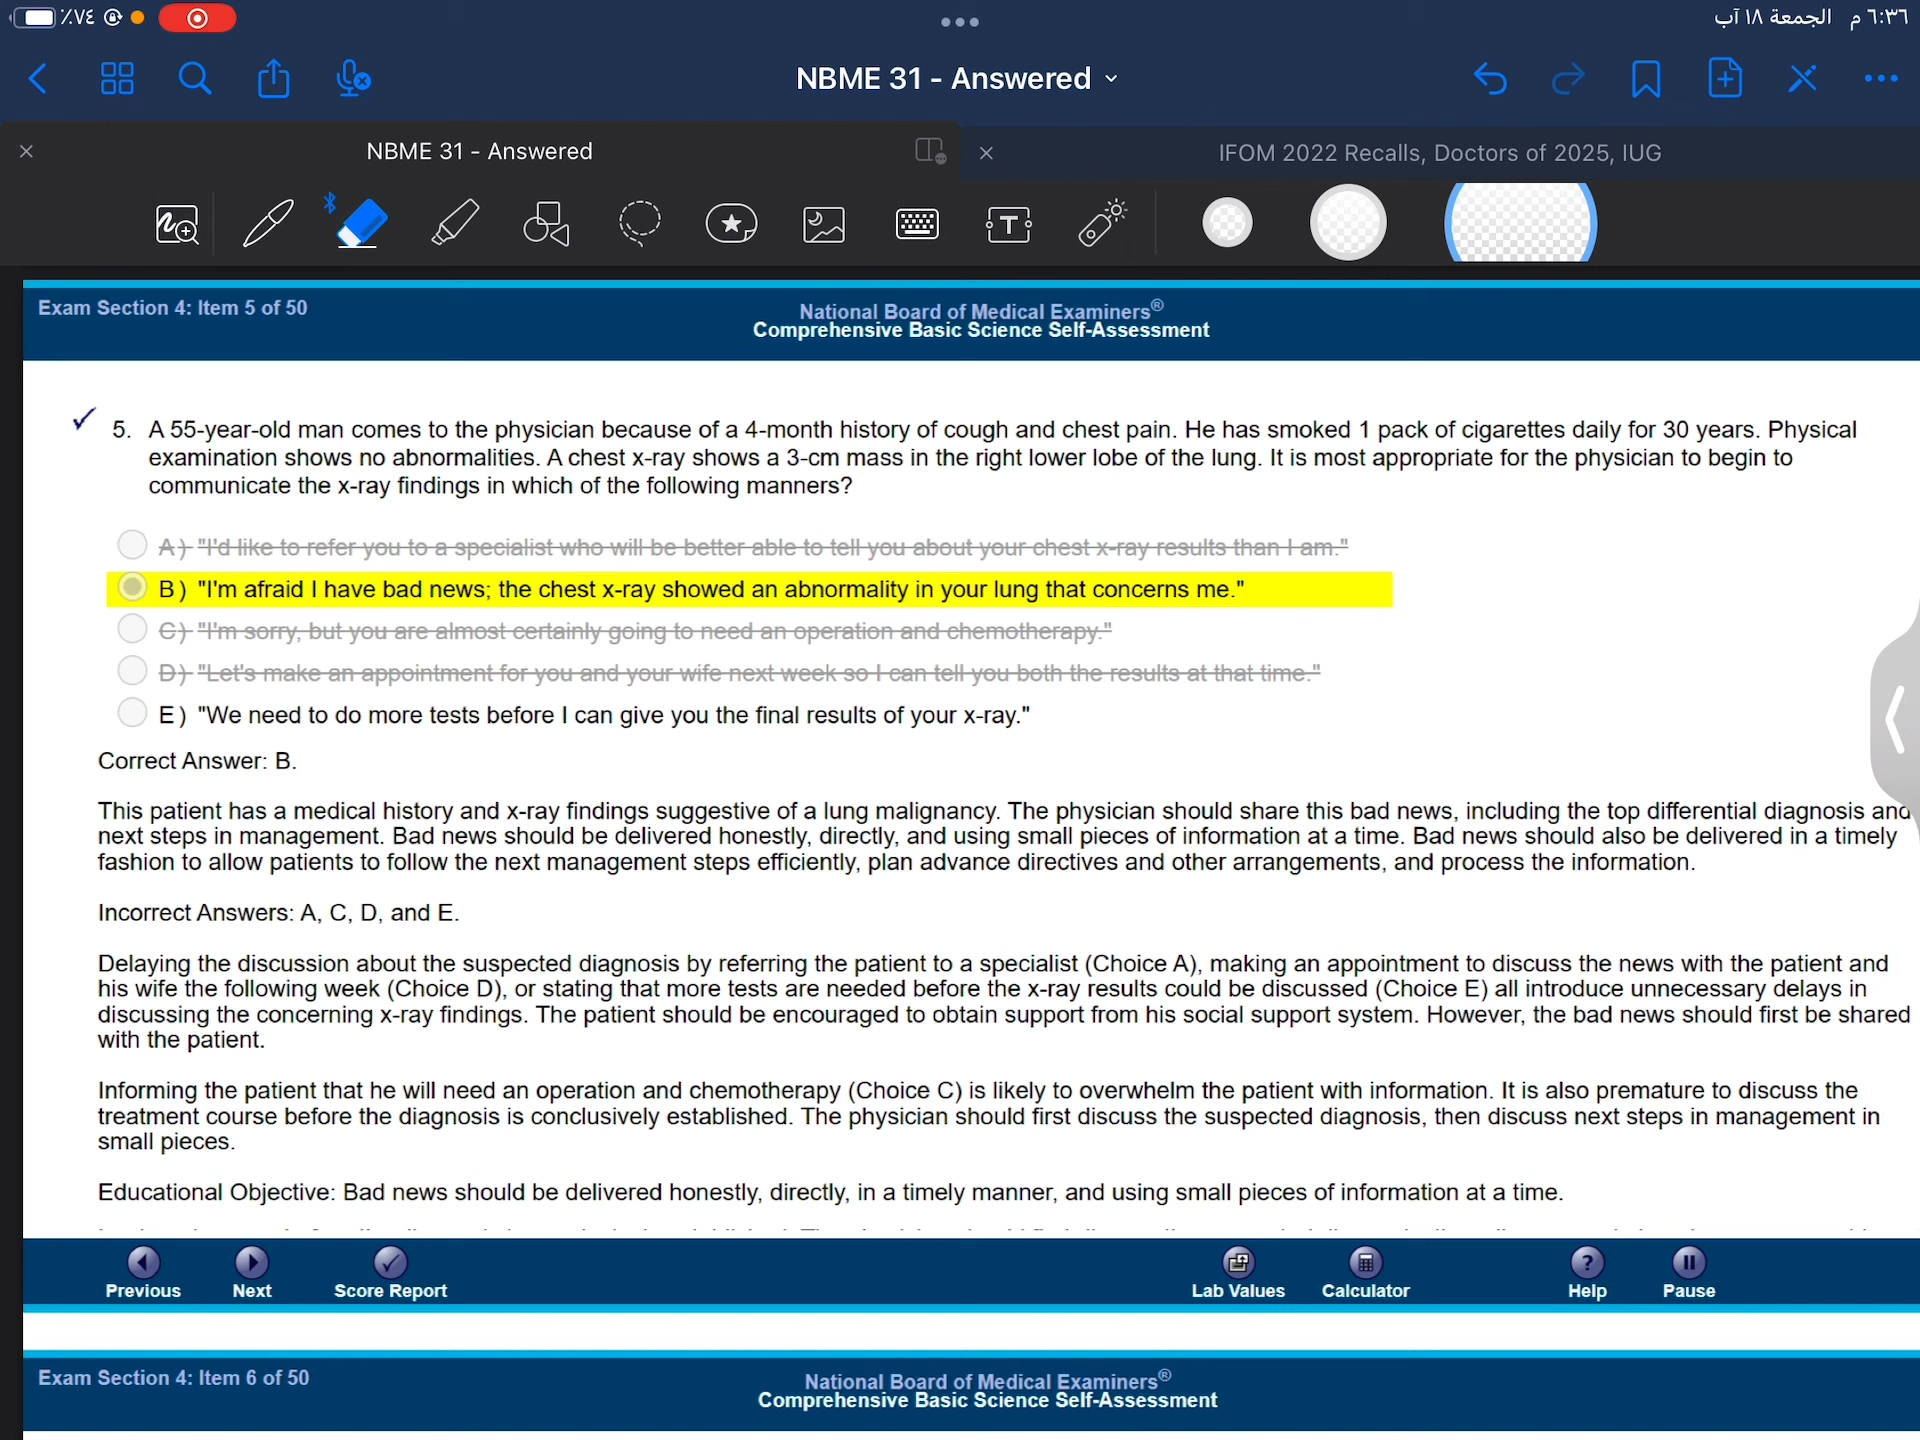 ٪٧٤
٦:٣٦ م الجمعة ١٨ آب
NBME 31 - Answered
NBME 31 - Answered
IFOM 2022 Recalls, Doctors of 2025, IUG
Exam Section 4: Item 5 of 50
National Board of Medical Examiners®
Comprehensive Basic Science Self-Assessment
5. A 55-year-old man comes to the physician because of a 4-month history of cough and chest pain. He has smoked 1 pack of cigarettes daily for 30 years. Physical
examination shows no abnormalities. A chest x-ray shows a 3-cm mass in the right lower lobe of the lung. It is most appropriate for the physician to begin to
communicate the x-ray findings in which of the following manners?
A) "I'd like to refer you to a specialist who will be better able to tell you about your chest x-ray results than I am."
B) "I'm afraid I have bad news; the chest x-ray showed an abnormality in your lung that concerns me."
C) "I'm sorry, but you are almost certainly going to need an operation and chemotherapy."
D) "Let's make an appointment for you and your wife next week so I can tell you both the results at that time."
E) "We need to do more tests before I can give you the final results of your x-ray."
Correct Answer: B.
This patient has a medical history and x-ray findings suggestive of a lung malignancy. The physician should share this bad news, including the top differential diagnosis and
next steps in management. Bad news should be delivered honestly, directly, and using small pieces of information at a time. Bad news should also be delivered in a timely
fashion to allow patients to follow the next management steps efficiently, plan advance directives and other arrangements, and process the information.
Incorrect Answers: A, C, D, and E.
Delaying the discussion about the suspected diagnosis by referring the patient to a specialist (Choice A), making an appointment to discuss the news with the patient and
his wife the following week (Choice D), or stating that more tests are needed before the x-ray results could be discussed (Choice E) all introduce unnecessary delays in
discussing the concerning x-ray findings. The patient should be encouraged to obtain support from his social support system. However, the bad news should first be shared
with the patient.
Informing the patient that he will need an operation and chemotherapy (Choice C) is likely to overwhelm the patient with information. It is also premature to discuss the
treatment course before the diagnosis is conclusively established. The physician should first discuss the suspected diagnosis, then discuss next steps in management in
small pieces.
Educational Objective: Bad news should be delivered honestly, directly, in a timely manner, and using small pieces of information at a time.
Previous
Next
Score Report
Lab Values
Calculator
Help
Pause
Exam Section 4: Item 6 of 50
National Board of Medical Examiners®
Comprehensive Basic Science Self-Assessment